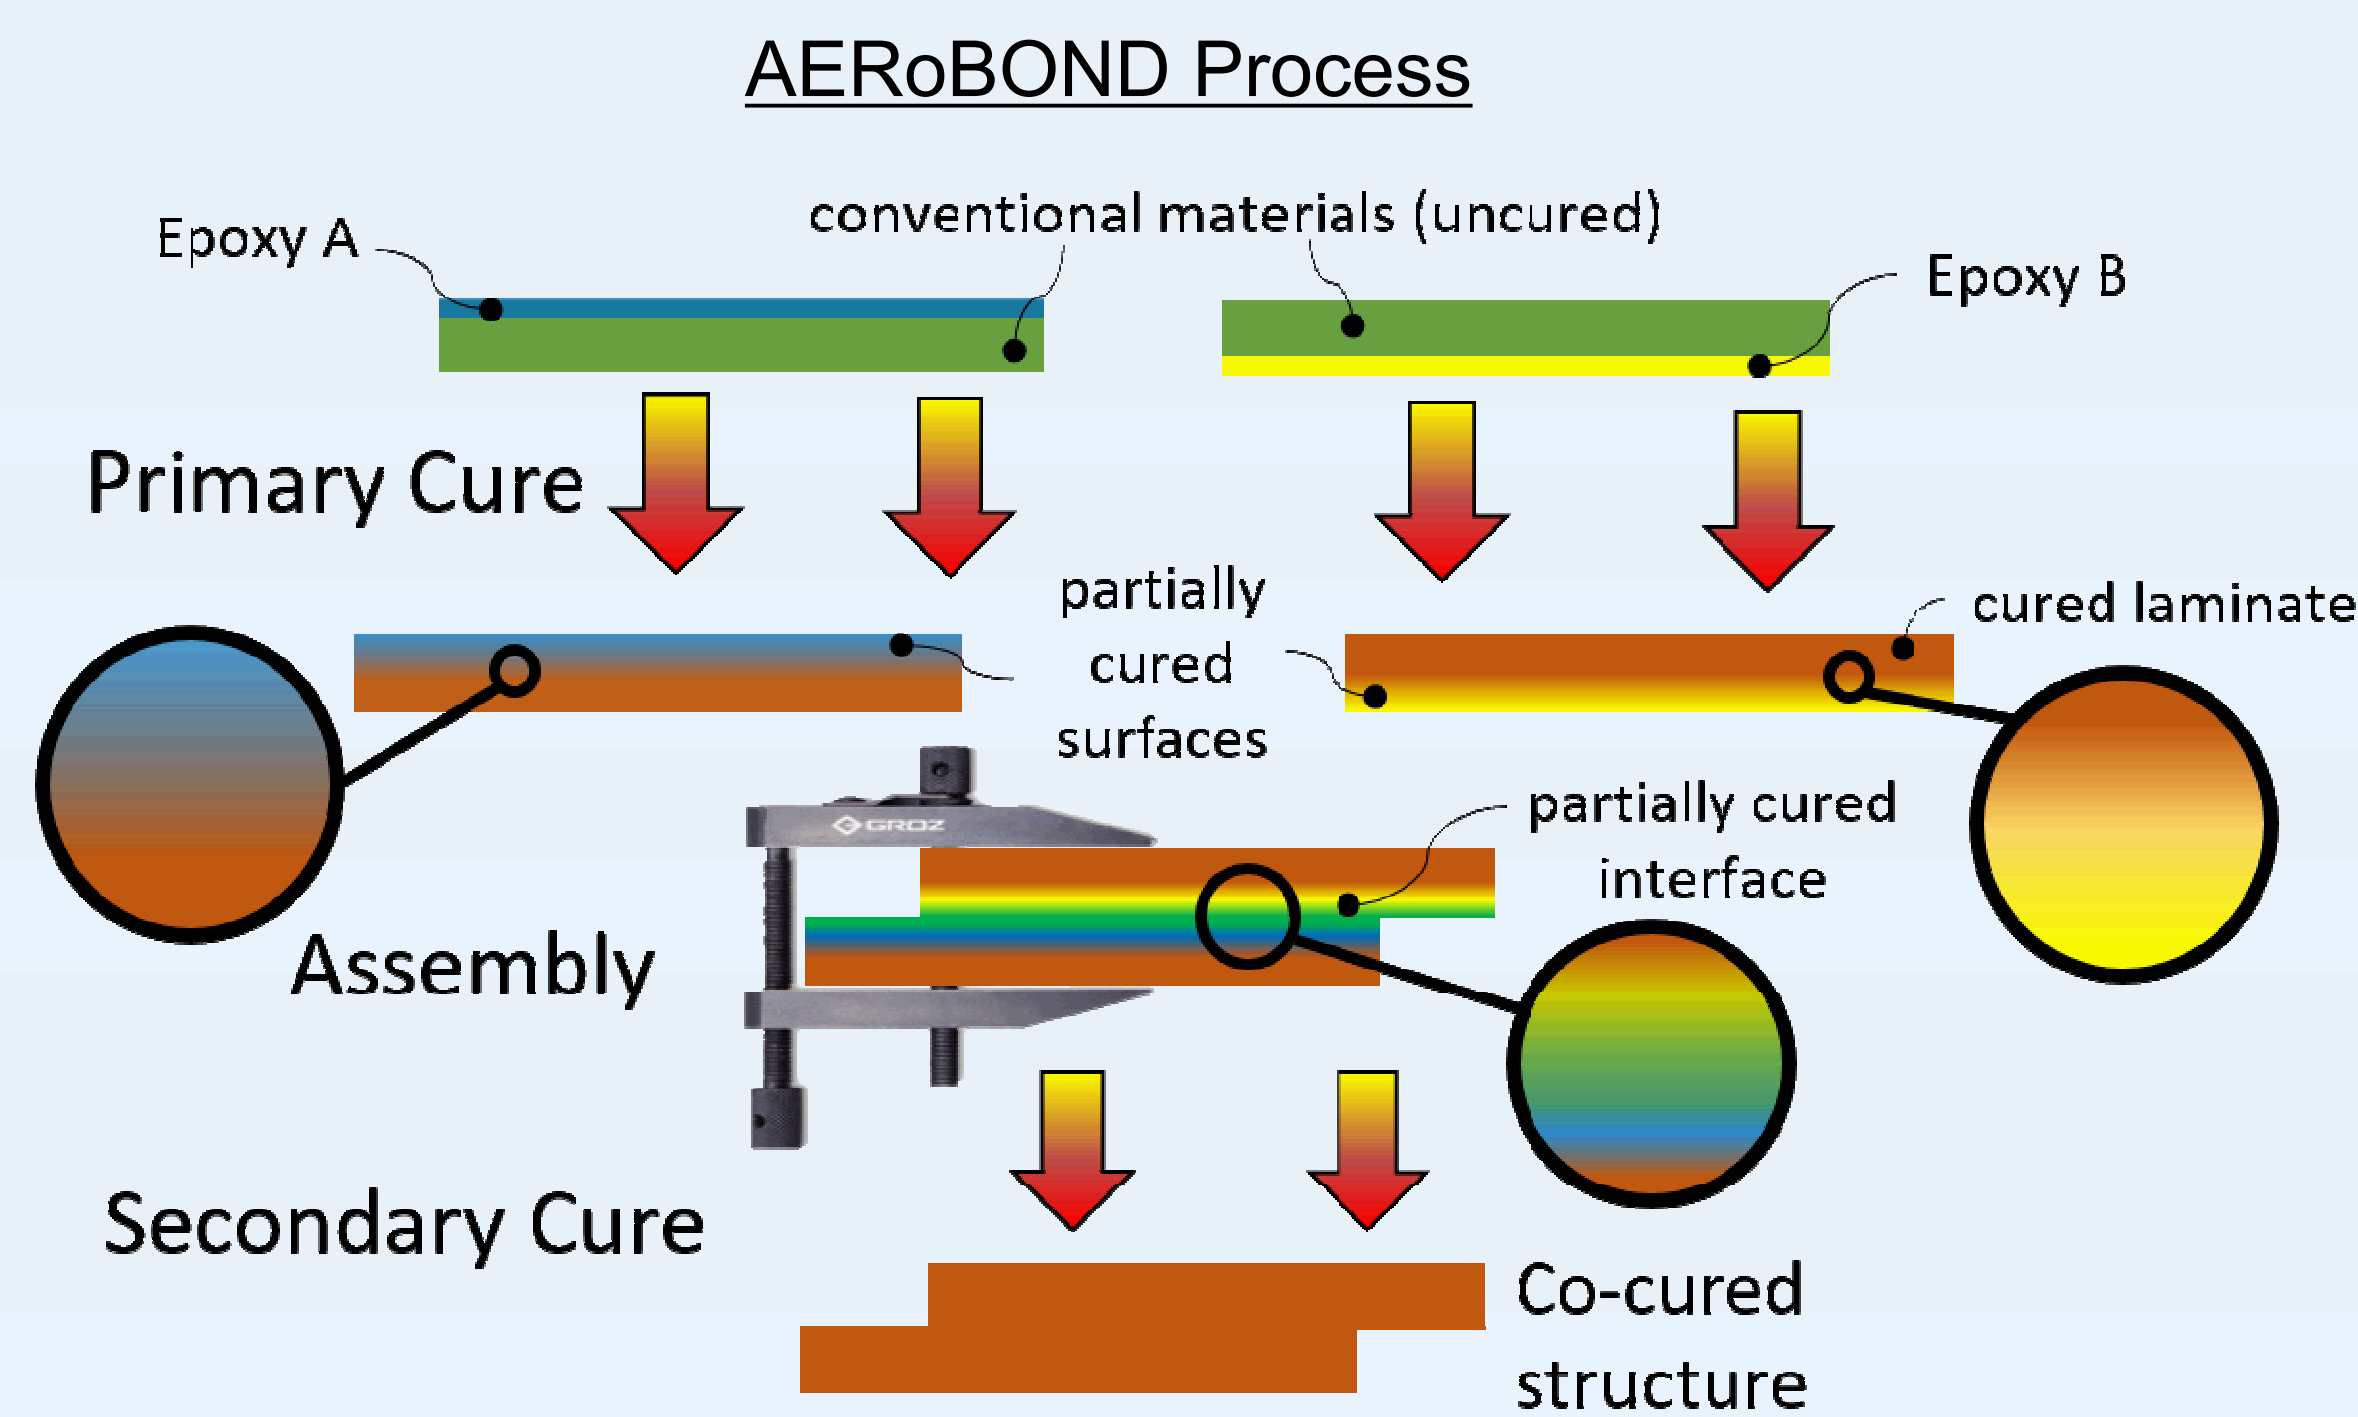 AERoBOND Process
conventional materials (uncured)
Epoxy A
Epoxy B
Primary Cure
partially
cured
surfaces
cured laminate
GROZ
partially cured
interface
Assembly
Secondary Cure
Co-cured
structure